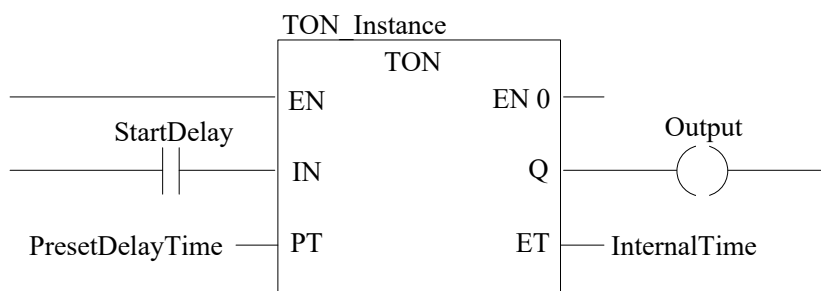 TON_Instance
TON
EN EN 0
StartDelay Output
IN Q
PresetDelayTime PT ET InternalTime